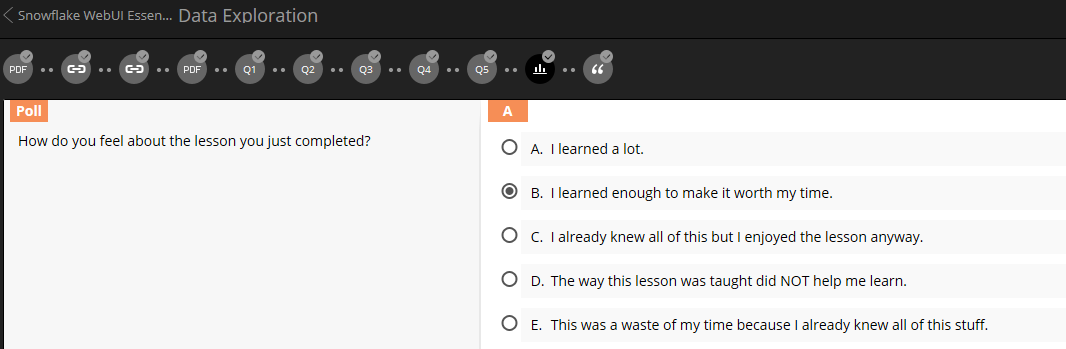 Snowflake WebUI Essen... Data Exploration
PDF Q1 Q2 Q3 Q4 Q5 “
PDF
Poll
How do you feel about the lesson you just completed?
A
A. I learned a lot.
B. I learned enough to make it worth my time.
C. I already knew all of this but I enjoyed the lesson anyway.
D. The way this lesson was taught did NOT help me learn.
E. This was a waste of my time because I already knew all of this stuff.